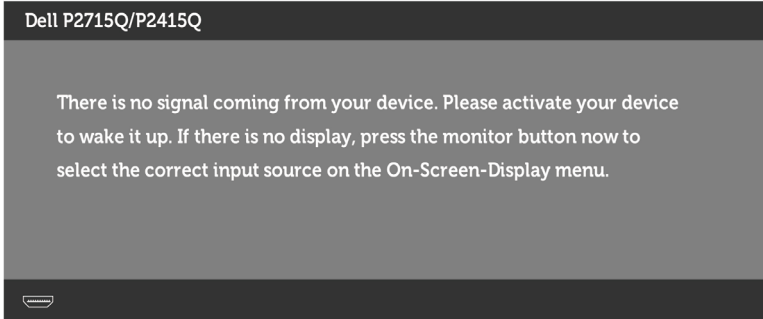 Dell P2715Q/P2415Q
There is no signal coming from your device. Please activate your device
to wake it up. If there is no display, press the monitor button now to
select the correct input source on the On-Screen-Display menu.